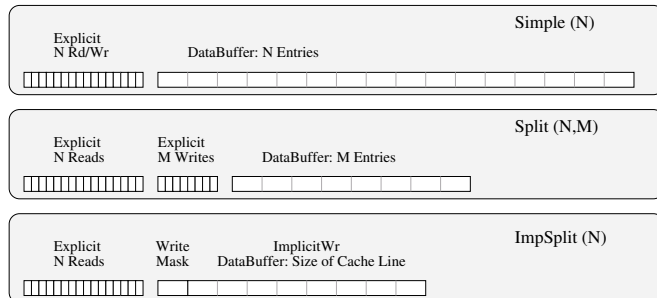 Simple (N)
Explicit
N Rd/Wr
DataBuffer: N Entries
Split (N,M)
Explicit
N Reads
Explicit
M Writes
DataBuffer: M Entries
ImpSplit (N)
Explicit
N Reads
Write
Mask
ImplicitWr
DataBuffer: Size of Cache Line